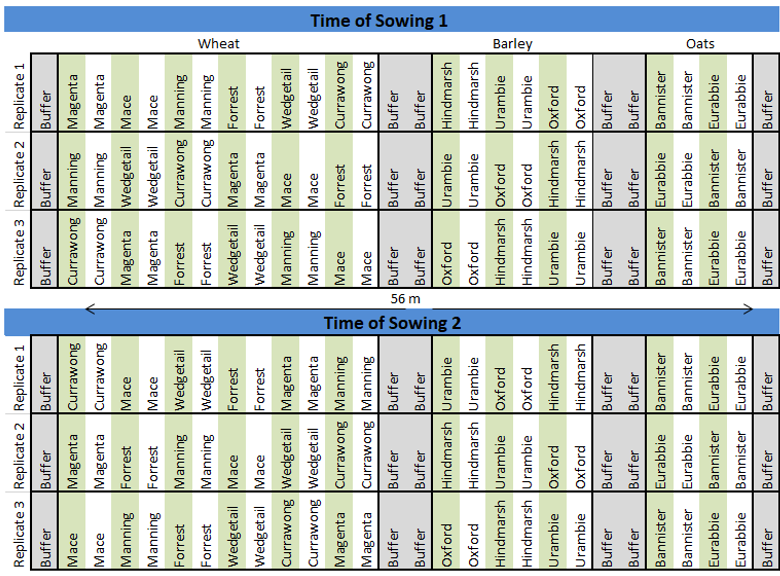 Time of Sowing 1
Wheat Barley Oats
Replicate 1 Buffer Magenta Magenta Mace Mace Manning Manning Forrest Forrest Wedgetail Wedgetail Currawong Currawong Buffer Buffer Hindmarsh Hindmarsh Urambie Urambie Oxford Oxford Buffer Buffer Bannister Bannister Eurabbie Eurabbie Buffer
Replicate 2 Buffer Manning Manning Wedgetail Wedgetail Currawong Currawong Magenta Magenta Mace Mace Forrest Forrest Buffer Buffer Urambie Urambie Oxford Oxford Hindmarsh Hindmarsh Buffer Buffer Eurabbie Eurabbie Bannister Bannister Buffer
Replicate 3 Buffer Currawong Currawong Magenta Magenta Forrest Forrest Wedgetail Wedgetail Manning Manning Mace Mace Buffer Buffer Oxford Oxford Hindmarsh Hindmarsh Urambie Urambie Buffer Buffer Bannister Bannister Eurabbie Eurabbie Buffer
56 m
Time of Sowing 2
Replicate 1 Buffer Currawong Currawong Mace Mace Wedgetail Wedgetail Forrest Forrest Magenta Magenta Manning Manning Buffer Buffer Urambie Urambie Oxford Oxford Hindmarsh Hindmarsh Buffer Buffer Bannister Bannister Eurabbie Eurabbie Buffer
Replicate 2 Buffer Magenta Magenta Forrest Forrest Manning Manning Mace Mace Wedgetail Wedgetail Currawong Currawong Buffer Buffer Hindmarsh Hindmarsh Urambie Urambie Oxford Oxford Buffer Buffer Eurabbie Eurabbie Bannister Bannister Buffer
Replicate 3 Buffer Mace Mace Manning Manning Forrest Forrest Wedgetail Wedgetail Currawong Currawong Magenta Magenta Buffer Buffer Oxford Oxford Hindmarsh Hindmarsh Urambie Urambie Buffer Buffer Bannister Bannister Eurabbie Eurabbie Buffer